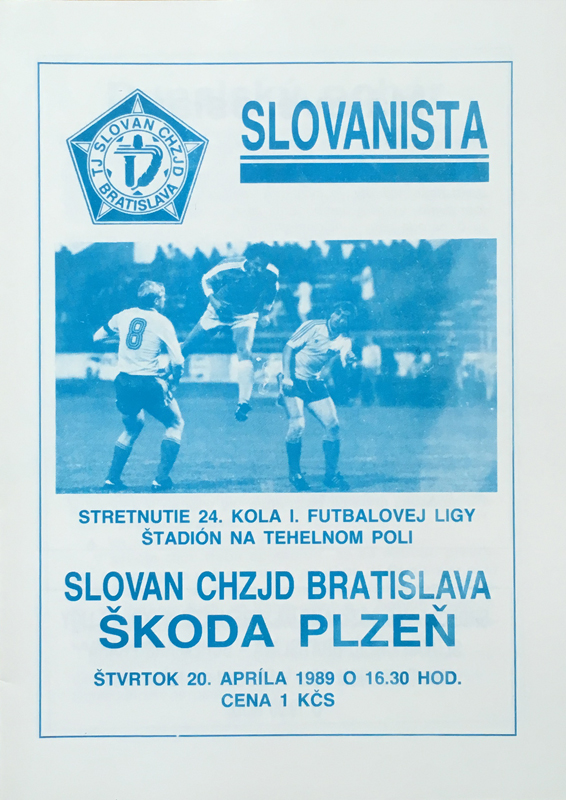 TJ SLOVAN CHZJD
BRATISLAVA
SLOVANISTA
8
STRETNUTIE 24. KOLA I. FUTBALOVEJ LIGY
ŠTADIÓN NA TEHELNOM POLI
SLOVAN CHZJD BRATISLAVA
ŠKODA PLZEŇ
ŠTVRTOK 20. APRÍLA 1989 O 16.30 HOD.
CENA 1 KČS